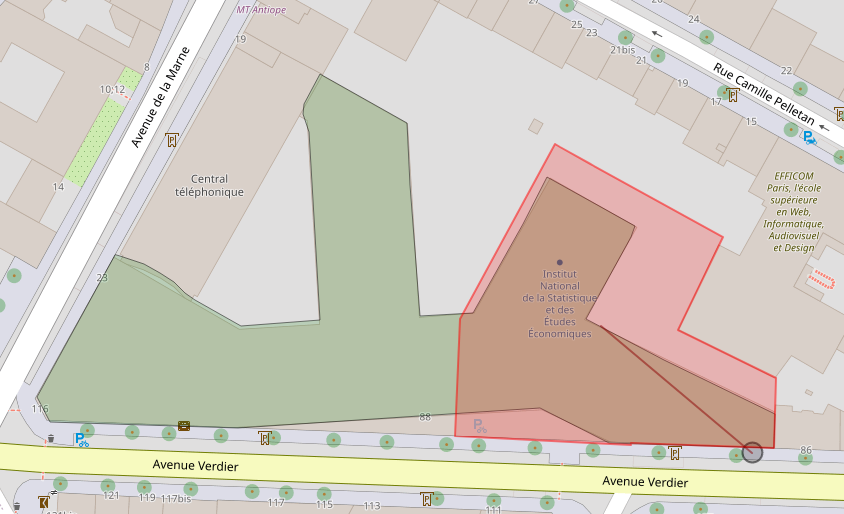 MT Antiope
27
26
24
25
23
21bis
21
19
8
Avenue de la Marne
10;12
Rue Camille Pelletan
22
19
17
15
14
Central
téléphonique
EFFICOM
Paris, l'école
supérieure
en Web,
Informatique,
Audiovisuel
et Design
23
Institut
National
de la Statistique
et des
Études
Économiques
116
88
86
Avenue Verdier
Avenue Verdier
121
119
117bis
117
115
113
111